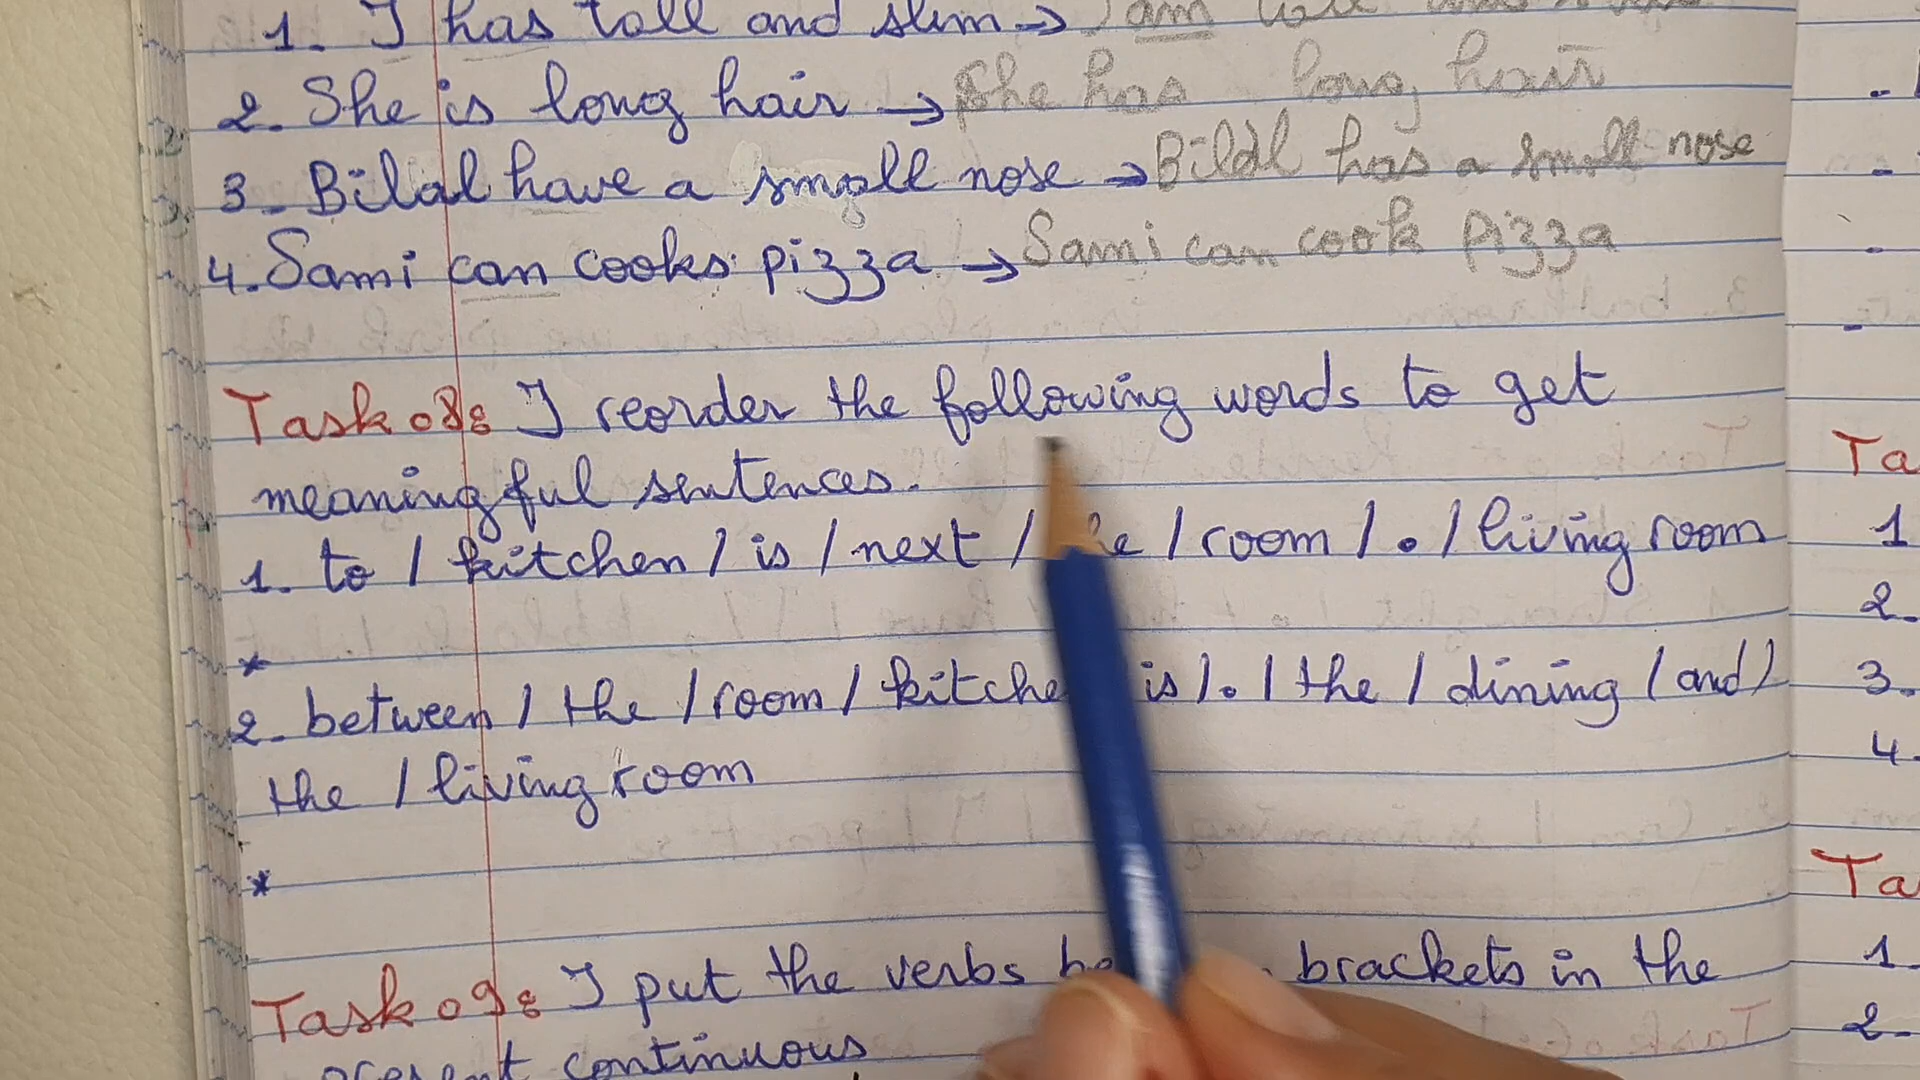 1. I has tall and slim → I am
2. She is long hair → She has long hair
3. Bilal have a small nose → Bilal has a small nose
4. Sami can cooks pizza → Sami can cook pizza
Task 08: I reorder the following words to get
meaningful sentences.
1. to / kitchen / is / next / / room / . / living room
*
2. between / the / room / is / . / the / dining / and /
the / living room
*
Task 09: I put the verbs brackets in the
present continuous
Ta
1
2.
3.
4.
Ta
1.
2.